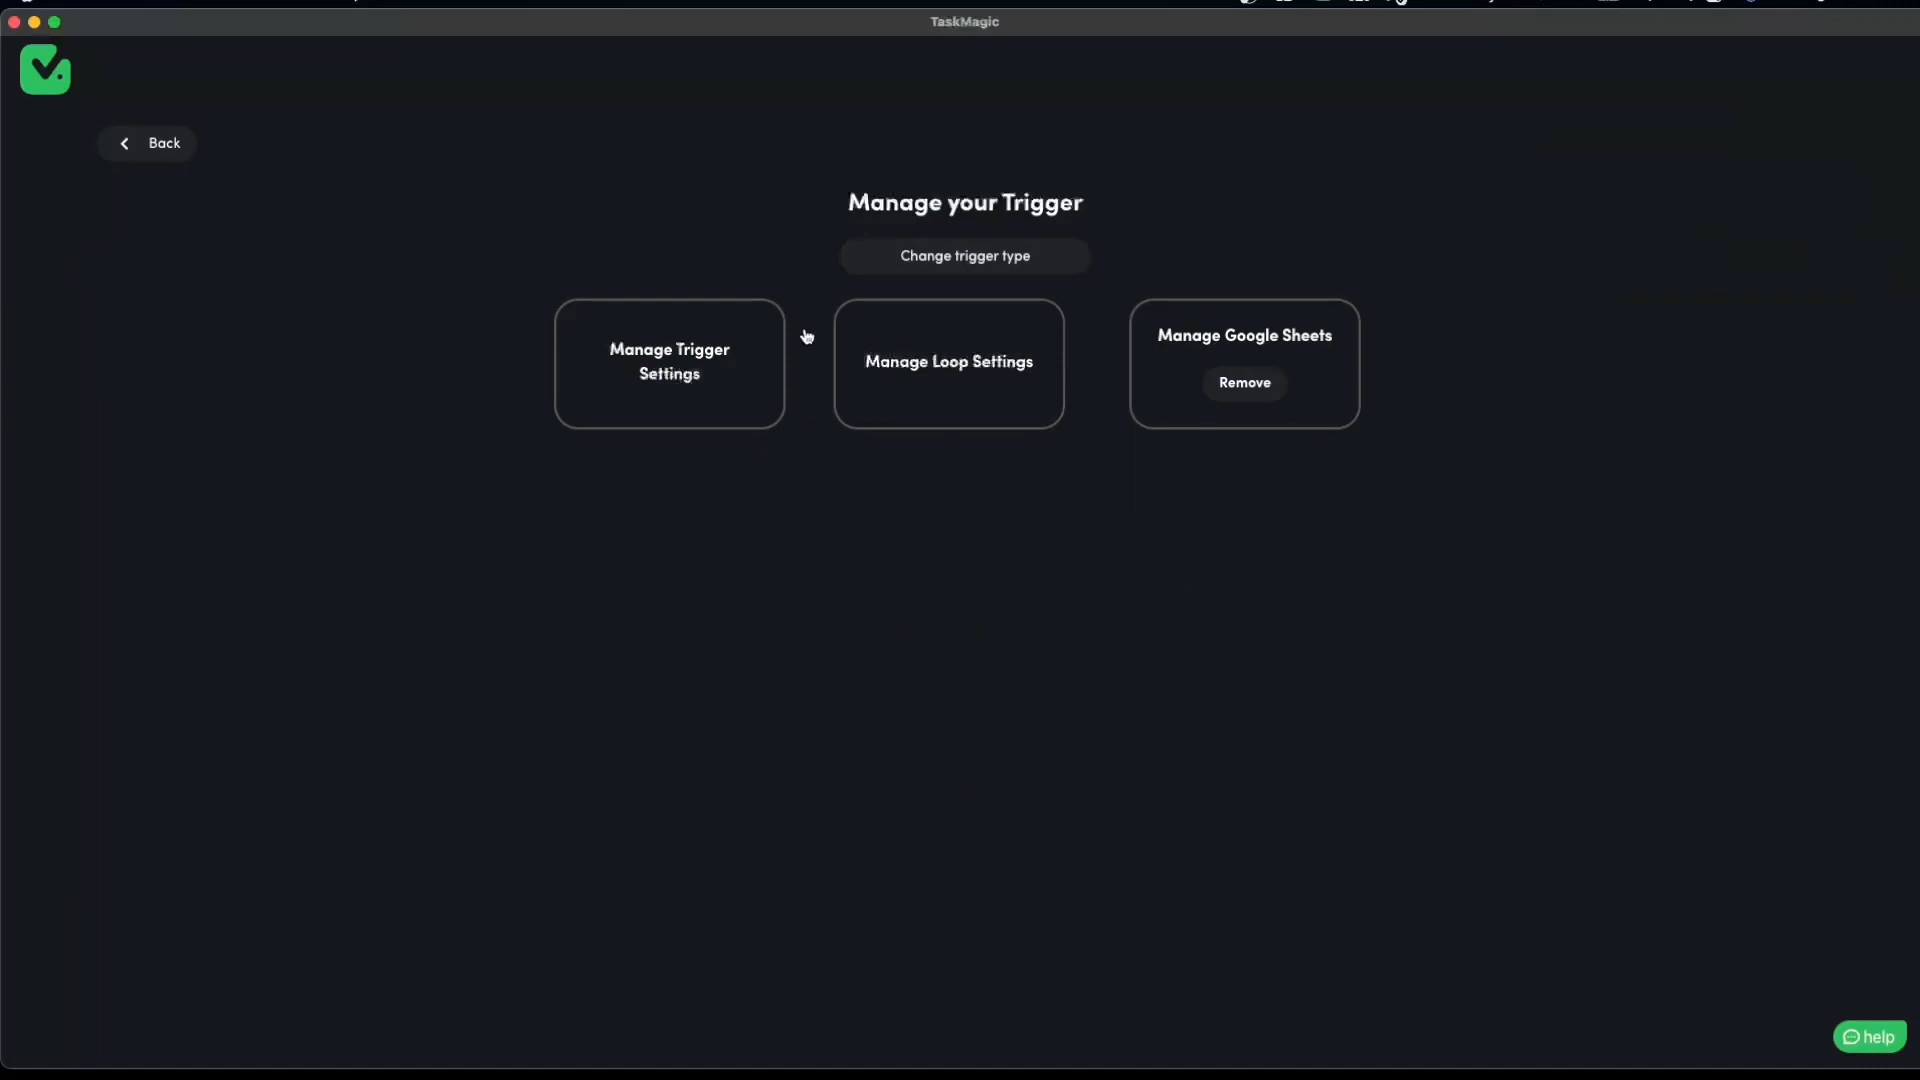 TaskMagic
Back
Manage your Trigger
Change trigger type
Manage Trigger
Settings
Manage Loop Settings
Manage Google Sheets
Remove
help